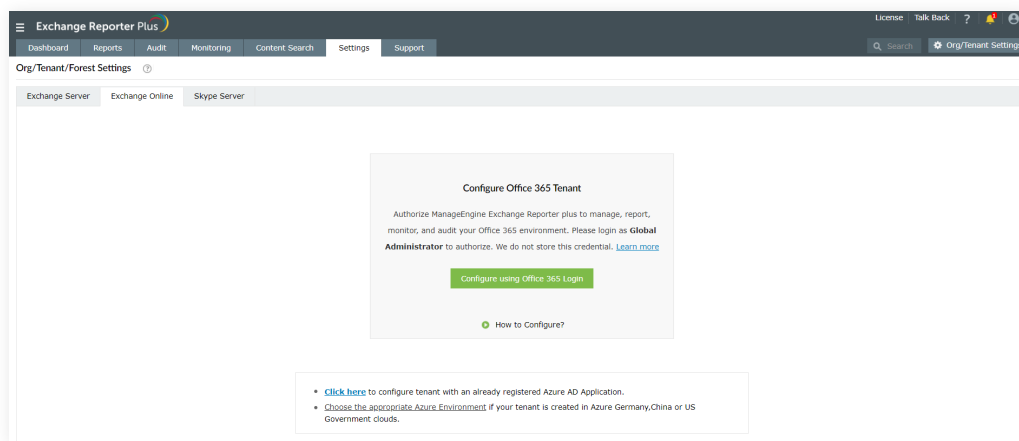 License Talk Back ?
Exchange Reporter Plus
Dashboard Reports Audit Monitoring Content Search Settings Support
Search Org/Tenant Settings
Org/Tenant/Forest Settings ?
Exchange Server Exchange Online Skype Server
Configure Office 365 Tenant
Authorize ManageEngine Exchange Reporter plus to manage, report,
monitor, and audit your Office 365 environment. Please login as Global
Administrator to authorize. We do not store this credential. Learn more
Configure using Office 365 Login
How to Configure?
• Click here to configure tenant with an already registered Azure AD Application.
• Choose the appropriate Azure Environment if your tenant is created in Azure Germany,China or US
Government clouds.